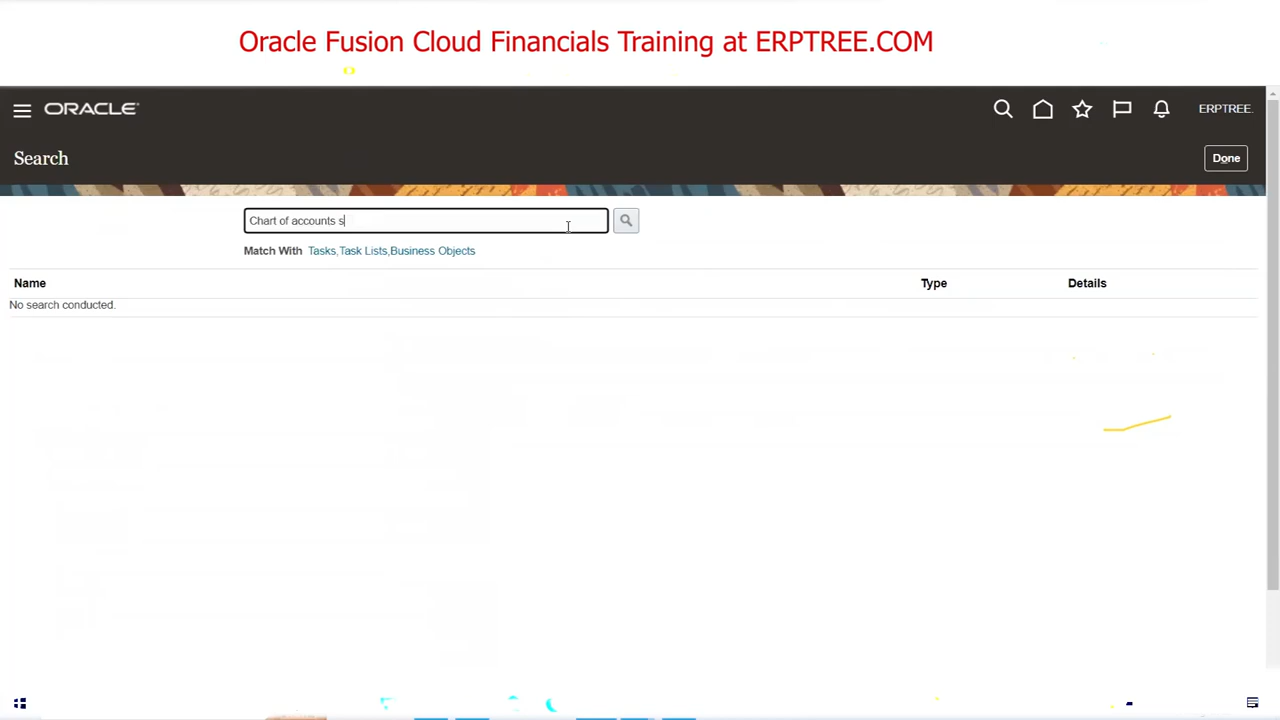 Oracle Fusion Cloud Financials Training at ERPTREE.COM
ORACLE
ERPTREE.
Search
Done
Chart of accounts s
Match With Tasks,Task Lists,Business Objects
Name Type Details
No search conducted.